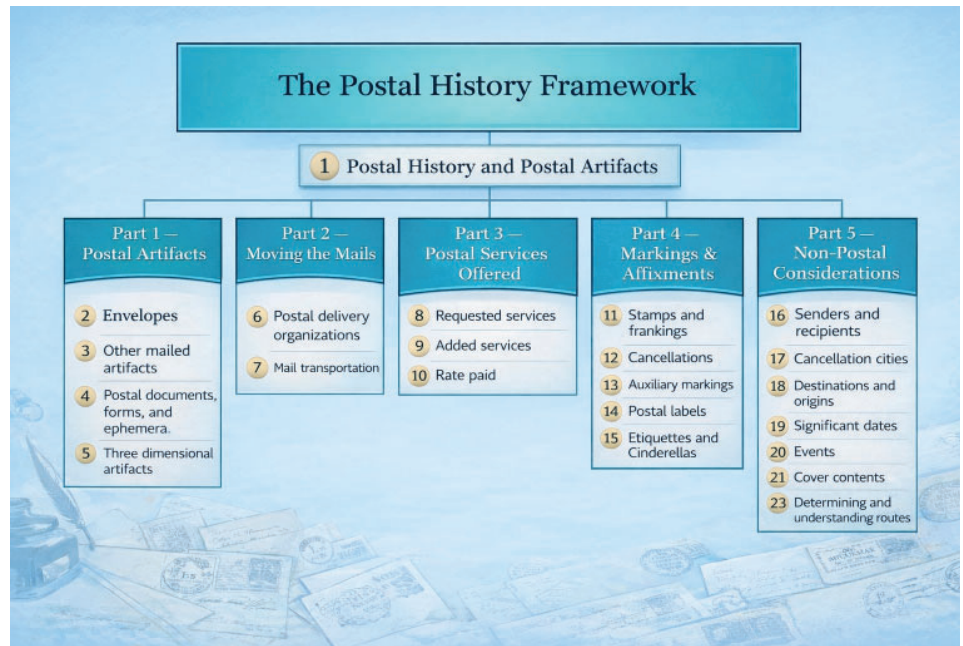 The Postal History Framework
1 Postal History and Postal Artifacts
Part 1 —
Postal Artifacts
2 Envelopes
3 Other mailed
artifacts
4 Postal documents,
forms, and
ephemera.
5 Three dimensional
artifacts
Part 2 —
Moving the Mails
6 Postal delivery
organizations
7 Mail transportation
Part 3 —
Postal Services
Offered
8 Requested services
9 Added services
10 Rate paid
Part 4 —
Markings &
Affixments
11 Stamps and
frankings
12 Cancellations
13 Auxiliary markings
14 Postal labels
15 Etiquettes and
Cinderellas
Part 5 —
Non-Postal
Considerations
16 Senders and
recipients
17 Cancellation cities
18 Destinations and
origins
19 Significant dates
20 Events
21 Cover contents
23 Determining and
understanding routes